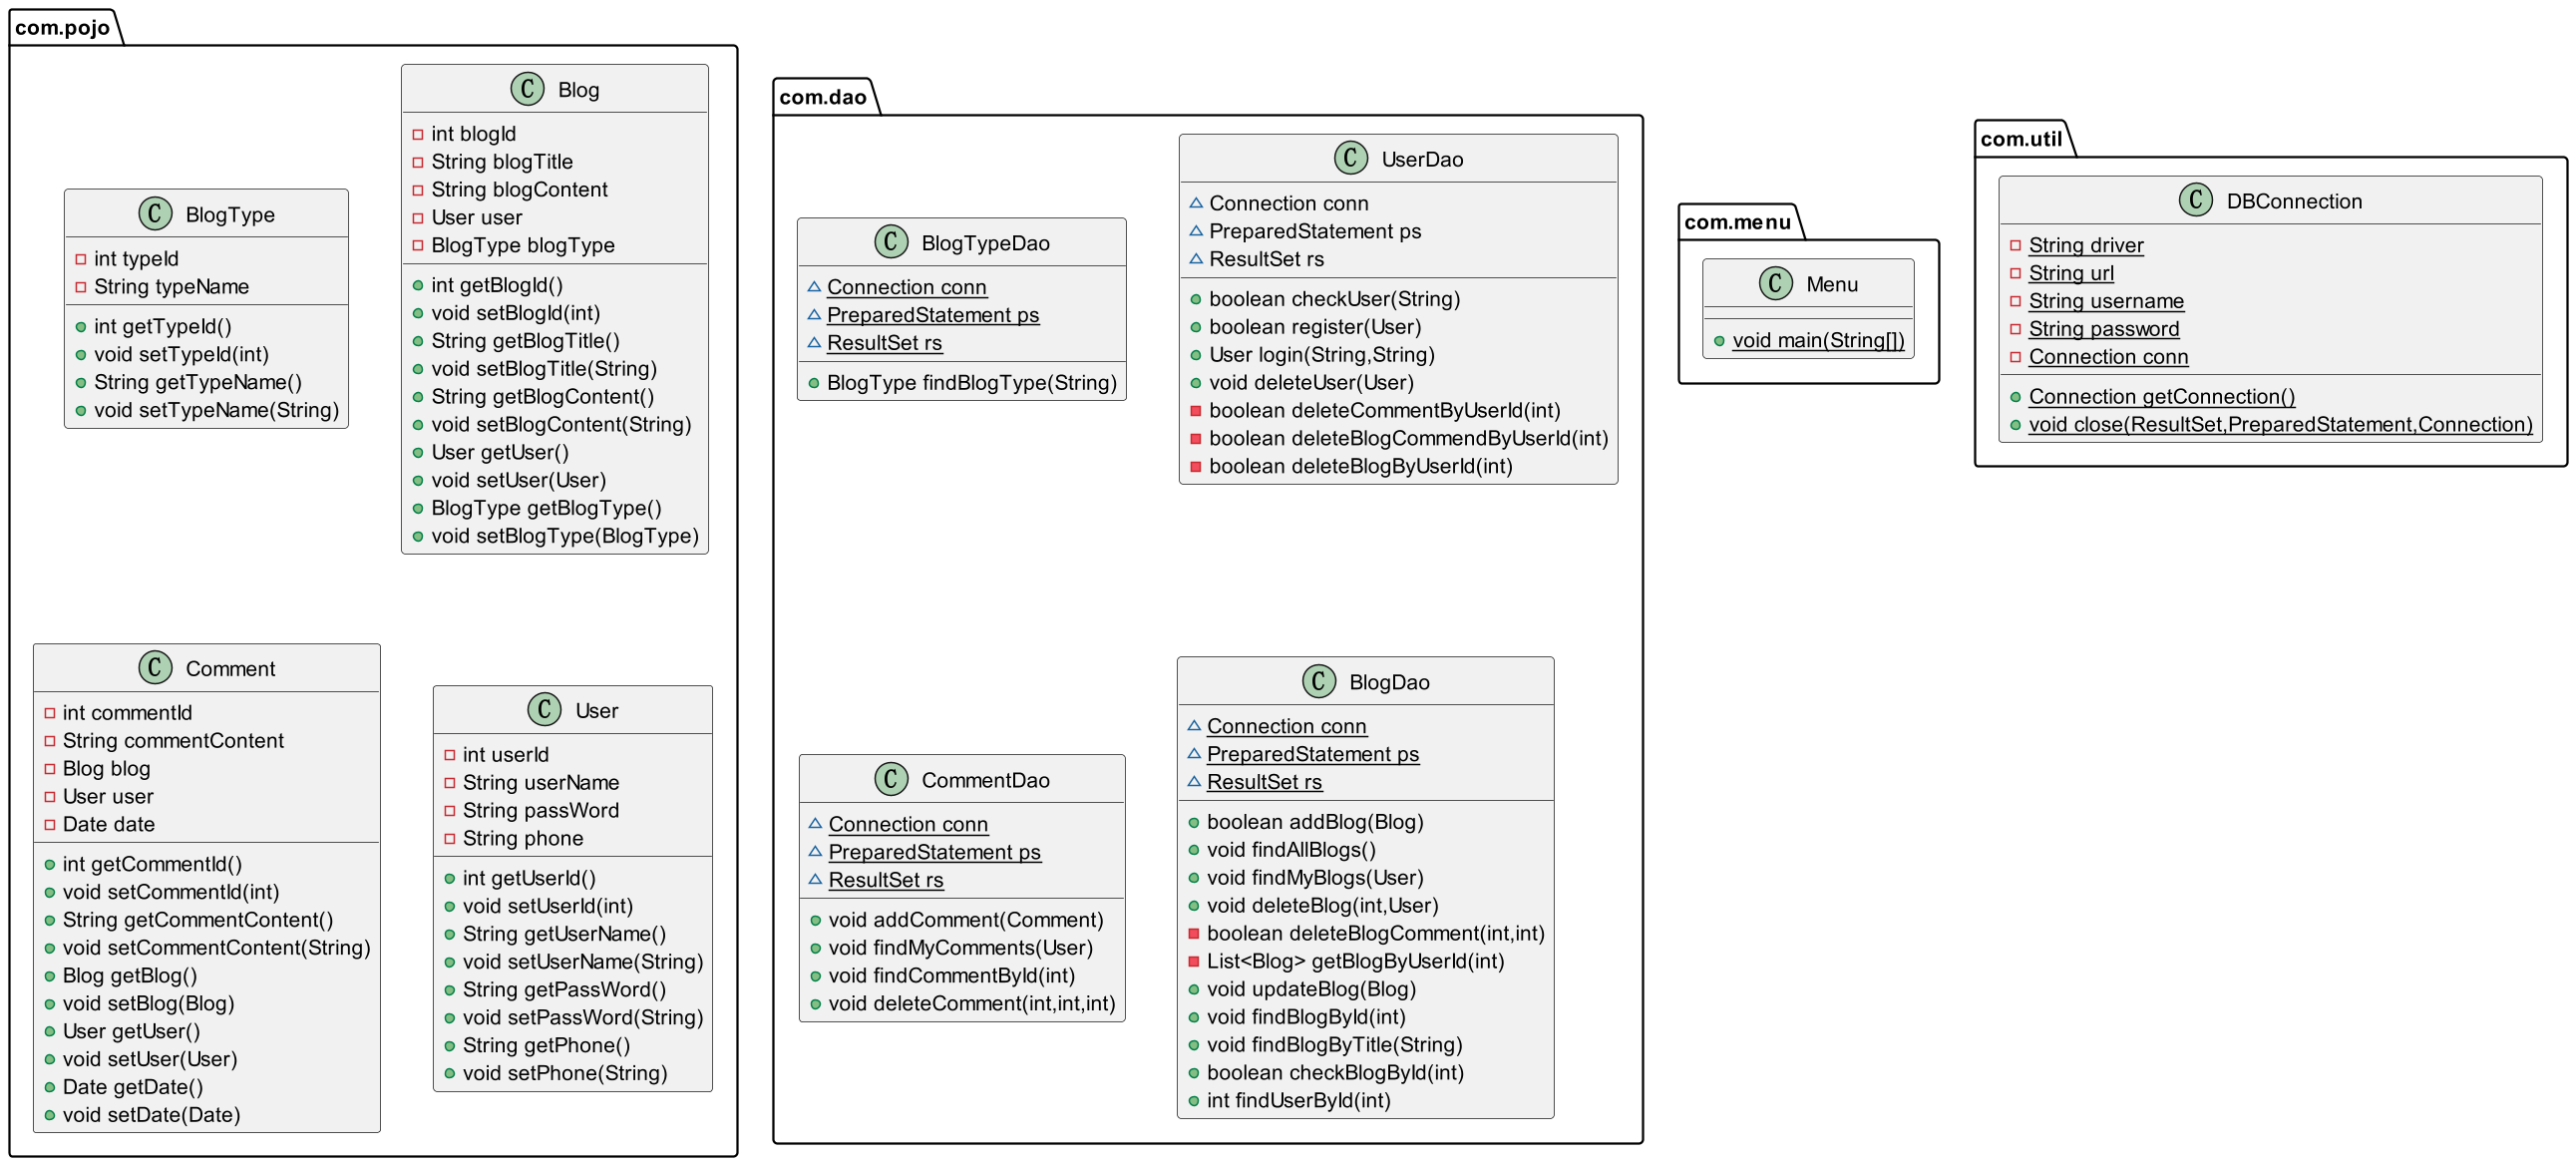 com.pojo
C BlogType
int typeId
String typeName
int getTypeId()
void setTypeId(int)
String getTypeName()
void setTypeName(String)
C Blog
int blogId
String blogTitle
String blogContent
User user
BlogType blogType
int getBlogId()
void setBlogId(int)
String getBlogTitle()
void setBlogTitle(String)
String getBlogContent()
void setBlogContent(String)
User getUser()
void setUser(User)
BlogType getBlogType()
void setBlogType(BlogType)
C Comment
int commentId
String commentContent
Blog blog
User user
Date date
int getCommentId()
void setCommentId(int)
String getCommentContent()
void setCommentContent(String)
Blog getBlog()
void setBlog(Blog)
User getUser()
void setUser(User)
Date getDate()
void setDate(Date)
C User
int userId
String userName
String passWord
String phone
int getUserId()
void setUserId(int)
String getUserName()
void setUserName(String)
String getPassWord()
void setPassWord(String)
String getPhone()
void setPhone(String)
com.dao
C BlogTypeDao
Connection conn
PreparedStatement ps
ResultSet rs
BlogType findBlogType(String)
C UserDao
Connection conn
PreparedStatement ps
ResultSet rs
boolean checkUser(String)
boolean register(User)
User login(String,String)
void deleteUser(User)
boolean deleteCommentByUserId(int)
boolean deleteBlogCommendByUserId(int)
boolean deleteBlogByUserId(int)
C CommentDao
Connection conn
PreparedStatement ps
ResultSet rs
void addComment(Comment)
void findMyComments(User)
void findCommentById(int)
void deleteComment(int,int,int)
C BlogDao
Connection conn
PreparedStatement ps
ResultSet rs
boolean addBlog(Blog)
void findAllBlogs()
void findMyBlogs(User)
void deleteBlog(int,User)
boolean deleteBlogComment(int,int)
List<Blog> getBlogByUserId(int)
void updateBlog(Blog)
void findBlogById(int)
void findBlogByTitle(String)
boolean checkBlogById(int)
int findUserById(int)
com.menu
C Menu
void main(String[])
com.util
C DBConnection
String driver
String url
String username
String password
Connection conn
Connection getConnection()
void close(ResultSet,PreparedStatement,Connection)